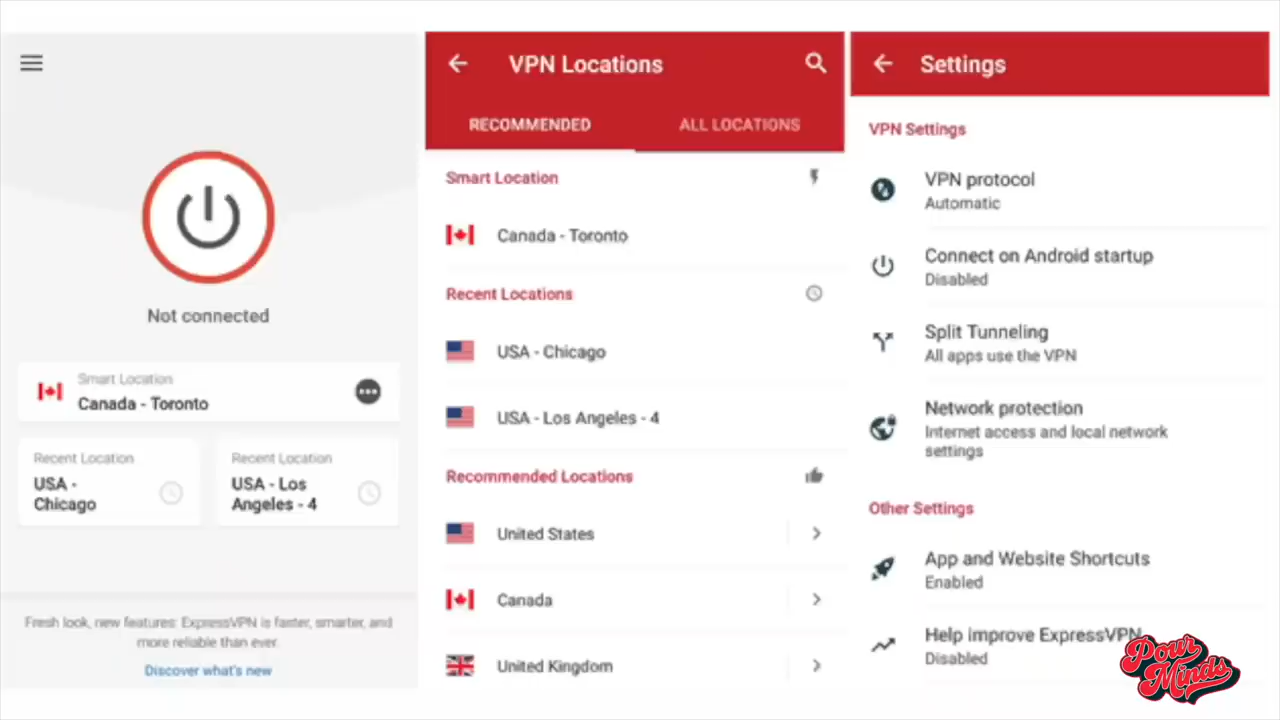 Not connected
Smart Location
Canada - Toronto
Recent Location
USA -
Chicago
Recent Location
USA - Los
Angeles - 4
Fresh look, new features: ExpressVPN is faster, smarter, and
more reliable than ever.
Discover what's new
VPN Locations
RECOMMENDED
ALL LOCATIONS
Smart Location
Canada - Toronto
Recent Locations
USA - Chicago
USA - Los Angeles - 4
Recommended Locations
United States
Canada
United Kingdom
Settings
VPN Settings
VPN protocol
Automatic
Connect on Android startup
Disabled
Split Tunneling
All apps use the VPN
Network protection
Internet access and local network
settings
Other Settings
App and Website Shortcuts
Enabled
Help improve ExpressVPN
Disabled
Pour
Minds